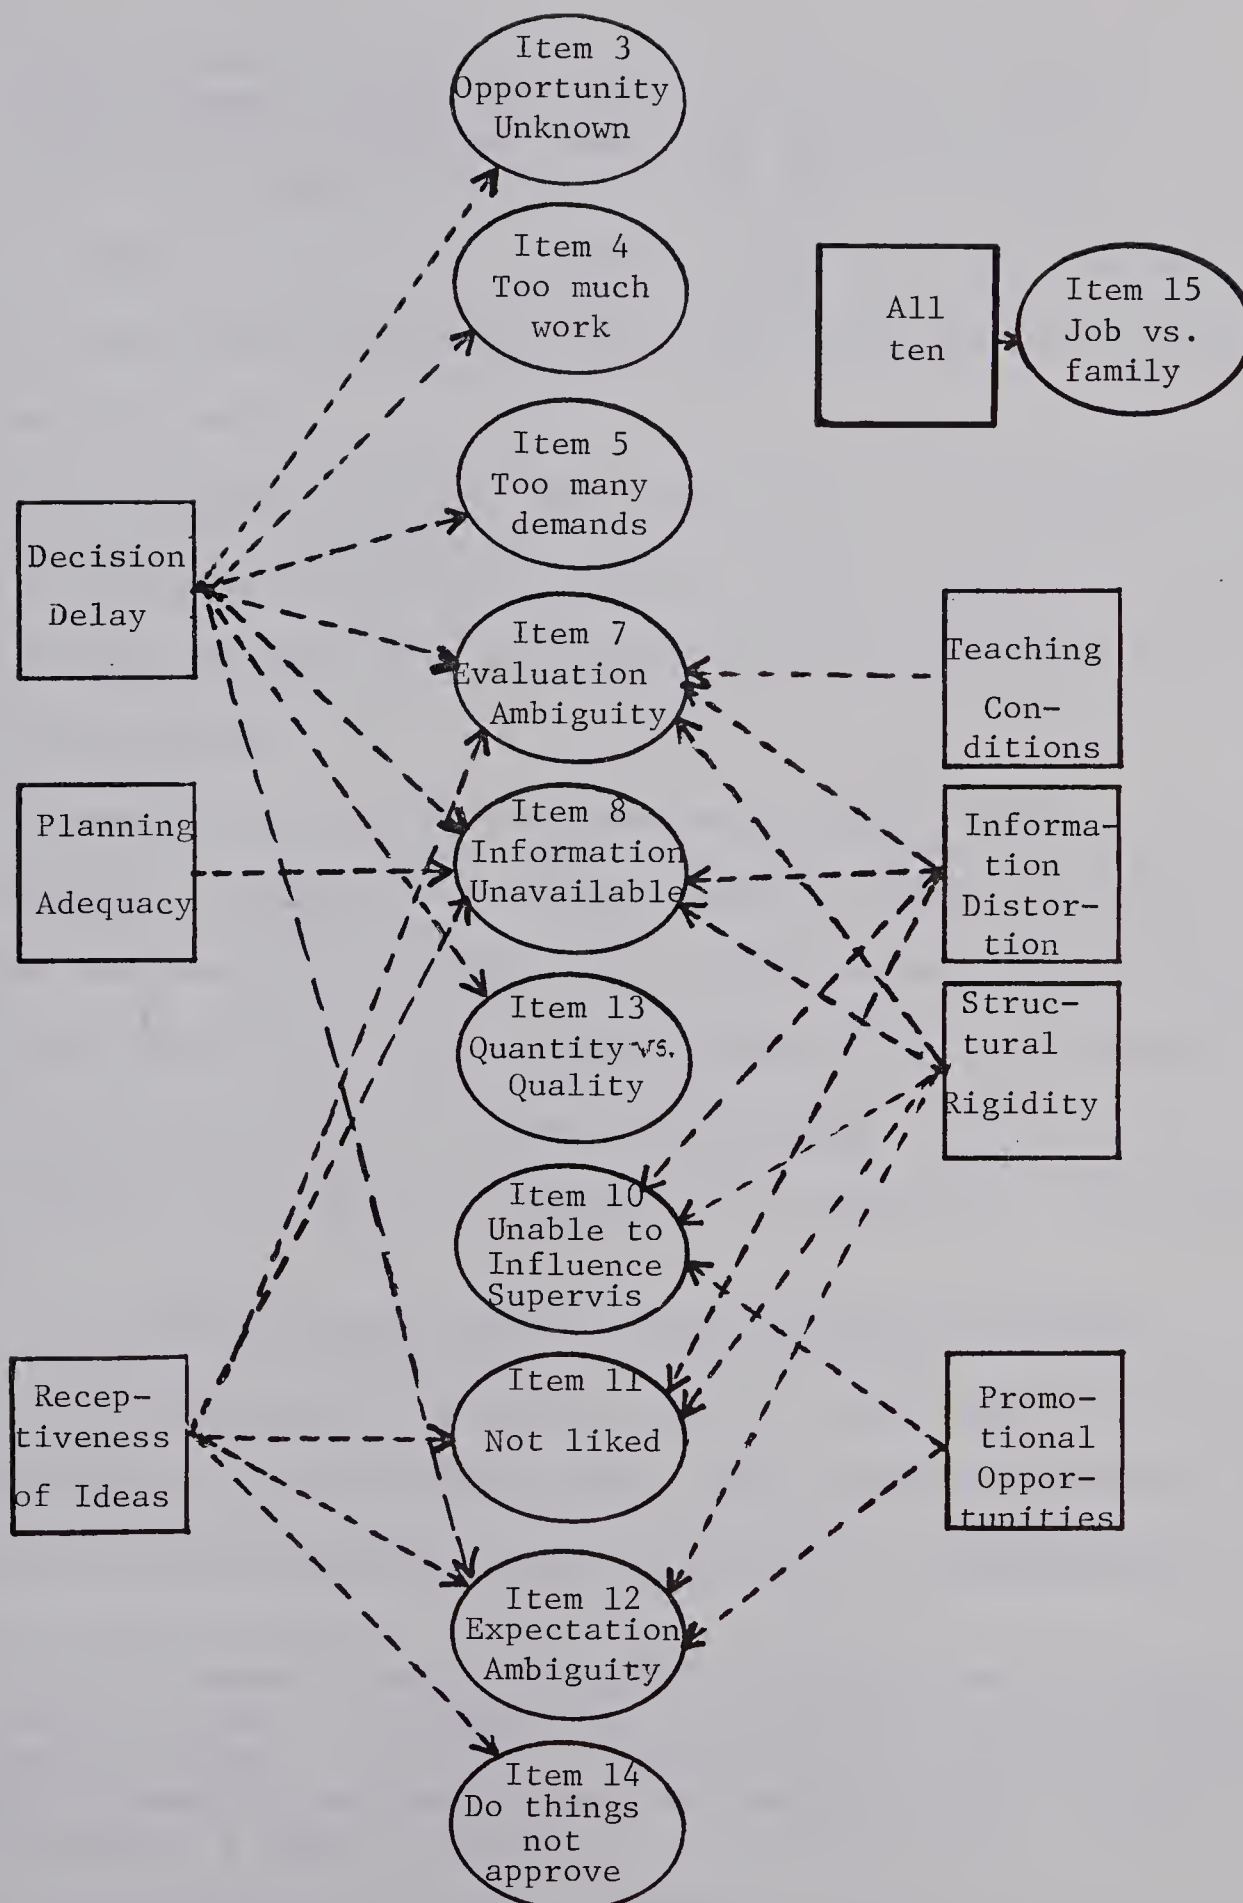 Item 3
Opportunity
Unknown
Item 4
Too much
work
All
ten
Item 15
Job vs.
family
Item 5
Too many
demands
Decision
Delay
Item 7
Evaluation
Ambiguity
Teaching
Con-
ditions
Planning
Adequacy
Item 8
Information
Unavailable
Informa-
tion
Distor-
tion
Item 13
Quantity vs.
Quality
Struc-
tural
Rigidity
Item 10
Unable to
Influence
Supervis
Recep-
tiveness
of Ideas
Item 11
Not liked
Promo-
tional
Oppor-
tunities
Item 12
Expectation
Ambiguity
Item 14
Do things
not
approve